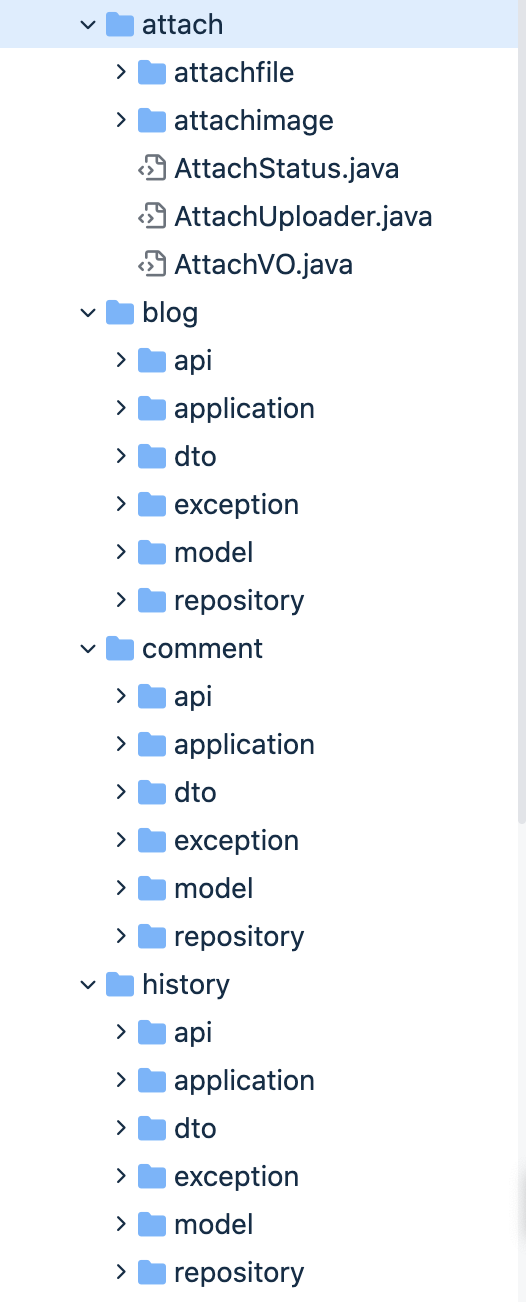 attach
attachfile
attachimage
AttachStatus.java
AttachUploader.java
AttachVO.java
blog
api
application
dto
exception
model
repository
comment
api
application
dto
exception
model
repository
history
api
application
dto
exception
model
repository